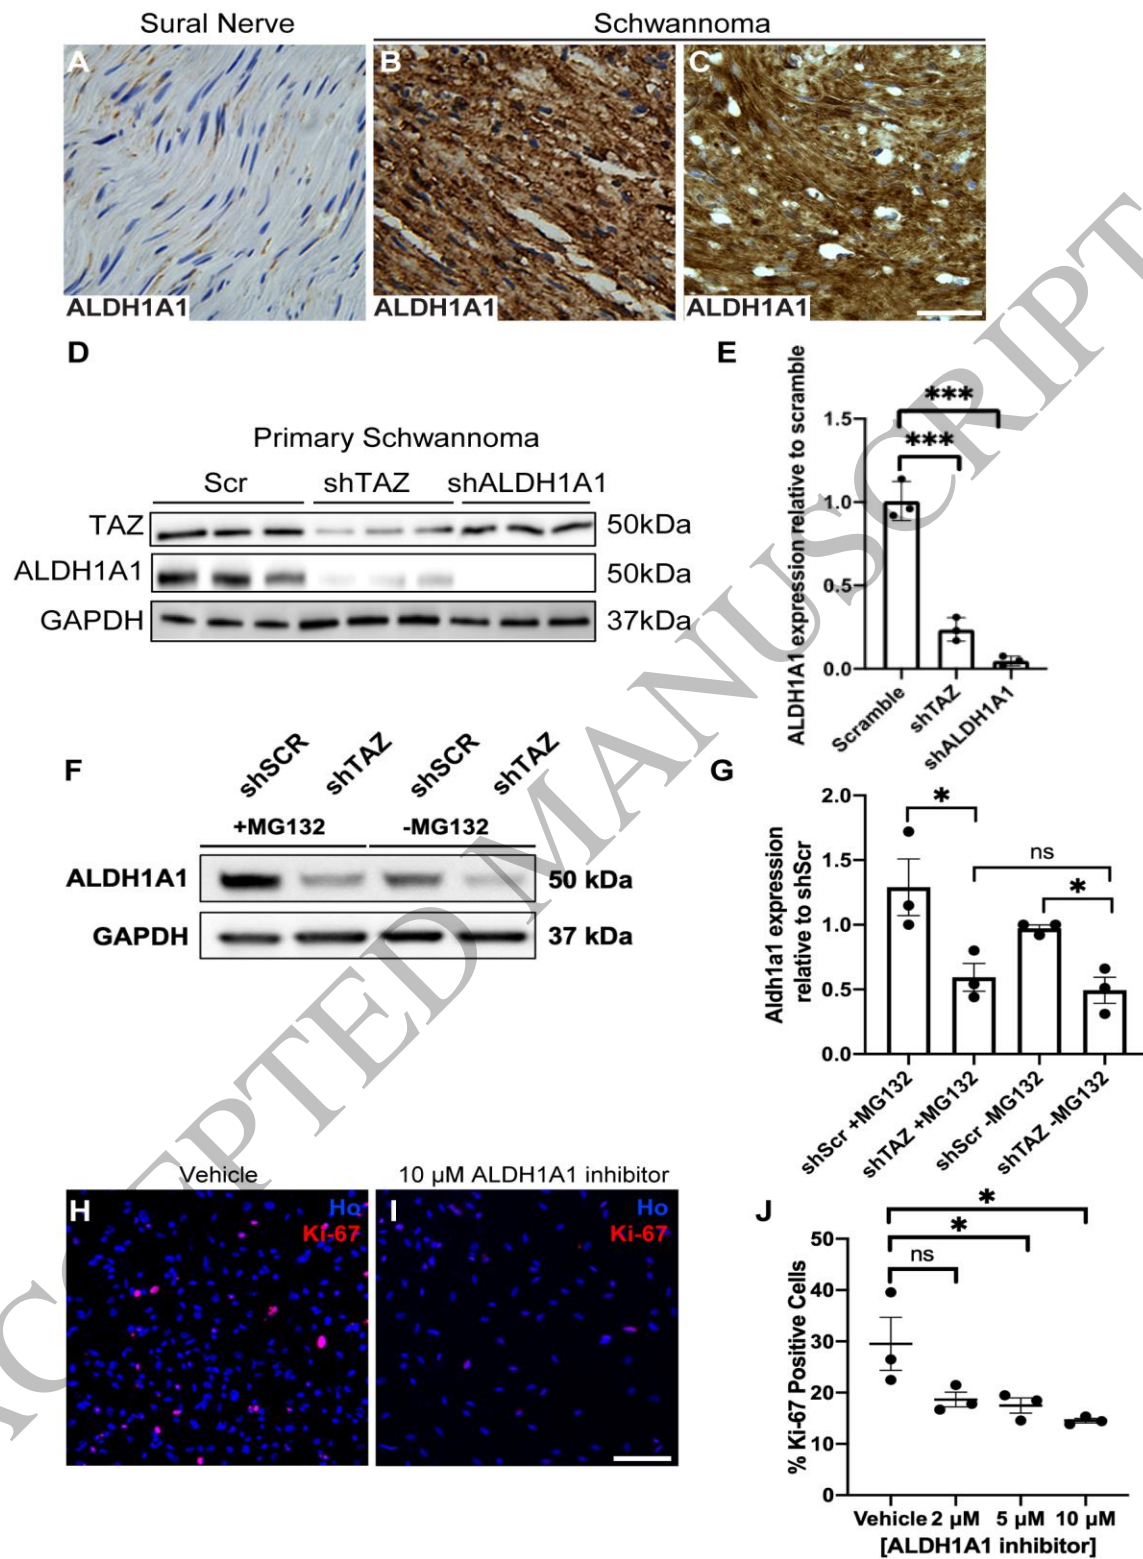 Sural Nerve
Schwannoma
A
B
C
ALDH1A1
ALDH1A1
ALDH1A1
D
Primary Schwannoma
Scr shTAZ shALDH1A1
TAZ 50kDa
ALDH1A1 50kDa
GAPDH 37kDa
E
ALDH1A1 expression relative to scramble
***
***
1.5
1.0
0.5
0.0
Scramble
shTAZ
shALDH1A1
F
shSCR shTAZ shSCR shTAZ
+MG132 -MG132
ALDH1A1 50 kDa
GAPDH 37 kDa
G
Aldh1a1 expression
relative to shScr
2.0
1.5
1.0
0.5
0.0
*
ns
*
shScr +MG132
shTAZ +MG132
shScr -MG132
shTAZ -MG132
Vehicle
10 µM ALDH1A1 inhibitor
H
Ho
Ki-67
I
Ho
Ki-67
J
% Ki-67 Positive Cells
50
40
30
20
10
0
*
*
ns
Vehicle 2 µM 5 µM 10 µM
[ALDH1A1 inhibitor]
ACCEPTED MANUSCRIPT